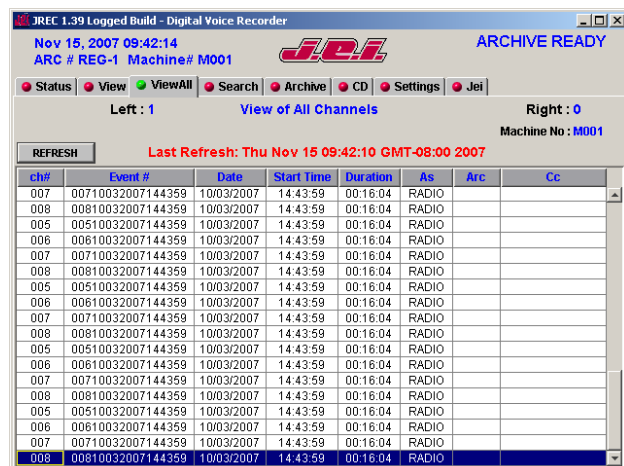 JREC 1.39 Logged Build - Digital Voice Recorder
Nov 15, 2007 09:42:14
ARC # REG-1 Machine# M001
J.e.i.
ARCHIVE READY
Status View ViewAll Search Archive CD Settings Jei
Left : 1 View of All Channels Right : 0
Machine No : M001
REFRESH Last Refresh: Thu Nov 15 09:42:10 GMT-08:00 2007
ch# Event # Date Start Time Duration As Arc Cc
007 00710032007144359 10/03/2007 14:43:59 00:16:04 RADIO
008 00810032007144359 10/03/2007 14:43:59 00:16:04 RADIO
005 00510032007144359 10/03/2007 14:43:59 00:16:04 RADIO
006 00610032007144359 10/03/2007 14:43:59 00:16:04 RADIO
007 00710032007144359 10/03/2007 14:43:59 00:16:04 RADIO
008 00810032007144359 10/03/2007 14:43:59 00:16:04 RADIO
005 00510032007144359 10/03/2007 14:43:59 00:16:04 RADIO
006 00610032007144359 10/03/2007 14:43:59 00:16:04 RADIO
007 00710032007144359 10/03/2007 14:43:59 00:16:04 RADIO
008 00810032007144359 10/03/2007 14:43:59 00:16:04 RADIO
005 00510032007144359 10/03/2007 14:43:59 00:16:04 RADIO
006 00610032007144359 10/03/2007 14:43:59 00:16:04 RADIO
007 00710032007144359 10/03/2007 14:43:59 00:16:04 RADIO
008 00810032007144359 10/03/2007 14:43:59 00:16:04 RADIO
005 00510032007144359 10/03/2007 14:43:59 00:16:04 RADIO
006 00610032007144359 10/03/2007 14:43:59 00:16:04 RADIO
007 00710032007144359 10/03/2007 14:43:59 00:16:04 RADIO
008 00810032007144359 10/03/2007 14:43:59 00:16:04 RADIO